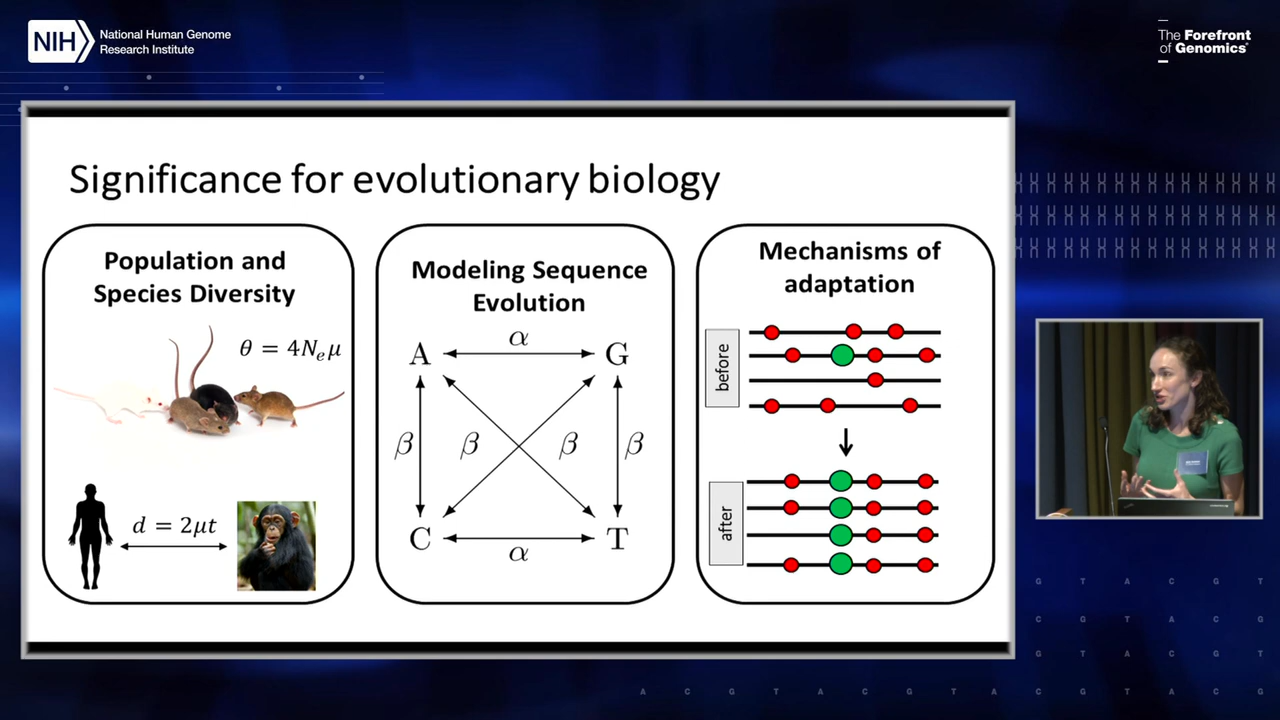 NIH
National Human Genome
Research Institute
The Forefront
of Genomics®
Significance for evolutionary biology
Population and
Species Diversity
θ = 4Nₑμ
d = 2μt
Modeling Sequence
Evolution
α
A G
β β β β
C T
α
Mechanisms of
adaptation
before
after
G T A C G T
C G T A C G
G T A C G T
A C G T A C G T A C G T A C G